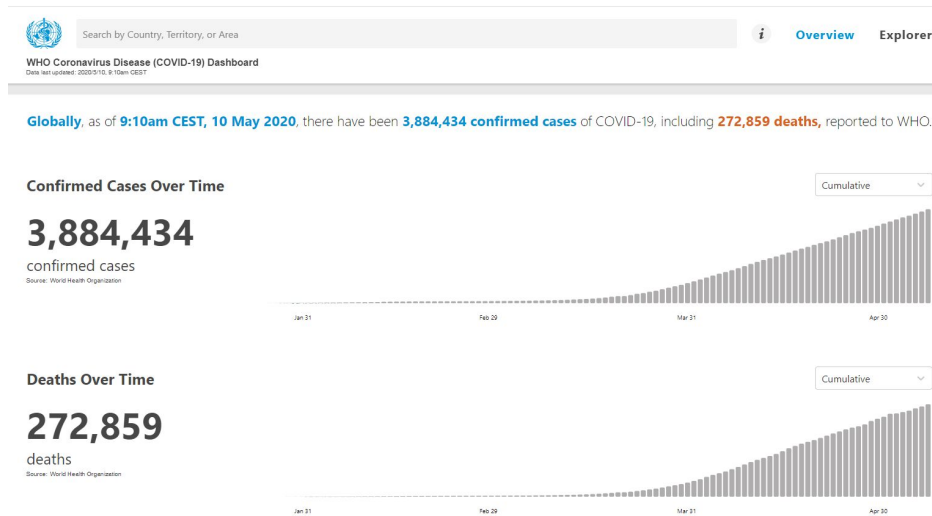 Search by Country, Territory, or Area
i
Overview
Explorer
WHO Coronavirus Disease (COVID-19) Dashboard
Data last updated: 2020/5/10, 9:10am CEST
Globally, as of 9:10am CEST, 10 May 2020, there have been 3,884,434 confirmed cases of COVID-19, including 272,859 deaths, reported to WHO.
Confirmed Cases Over Time
Cumulative
3,884,434
confirmed cases
Source: World Health Organization
Jan 31
Feb 29
Mar 31
Apr 30
Deaths Over Time
Cumulative
272,859
deaths
Source: World Health Organization
Jan 31
Feb 29
Mar 31
Apr 30